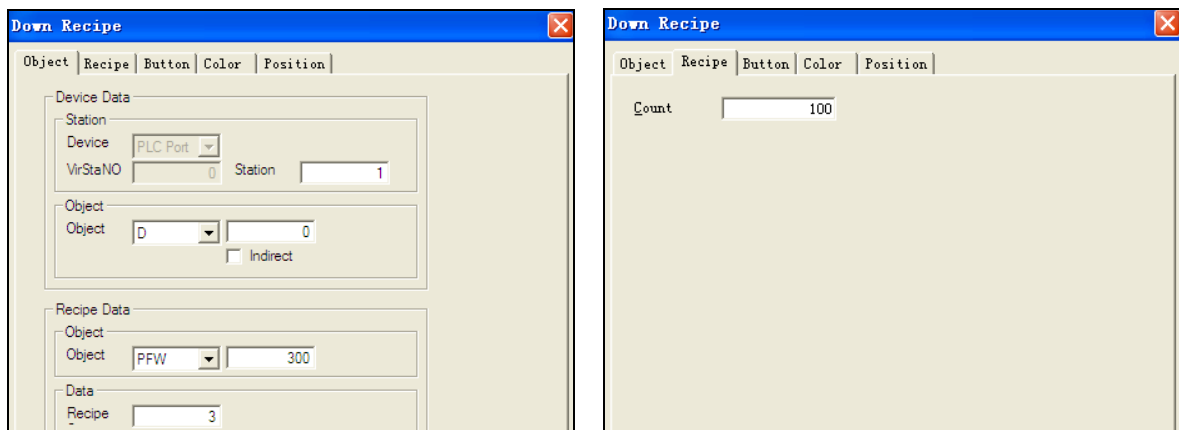 Down Recipe
Object Recipe Button Color Position
Device Data
Station
Device PLC Port
VirStaNO 0 Station 1
Object
Object D 0
Indirect
Recipe Data
Object
Object PFW 300
Data
Recipe 3
Down Recipe
Object Recipe Button Color Position
Count 100